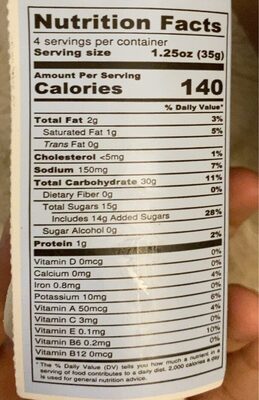 Nutrition Facts
4 servings per container
Serving size 1.25oz (35g)
Amount Per Serving
Calories 140
% Daily Value*
Total Fat 2g 3%
Saturated Fat 1g 5%
Trans Fat 0g
Cholesterol <5mg 1%
Sodium 150mg 7%
Total Carbohydrate 30g 11%
Dietary Fiber 0g 0%
Total Sugars 15g
Includes 14g Added Sugars 28%
Sugar Alcohol 0g
Protein 1g 2%
Vitamin D 0mcg 0%
Calcium 0mg 0%
Iron 0.8mg 4%
Potassium 10mg 0%
Vitamin A 50mcg 6%
Vitamin C 3mg 4%
Vitamin E 0.1mg 0%
Vitamin B6 0.2mg 10%
Vitamin B12 0mcg 0%
* The % Daily Value (DV) tells you how much a nutrient in a
serving of food contributes to a daily diet. 2,000 calories a day
is used for general nutrition advice.